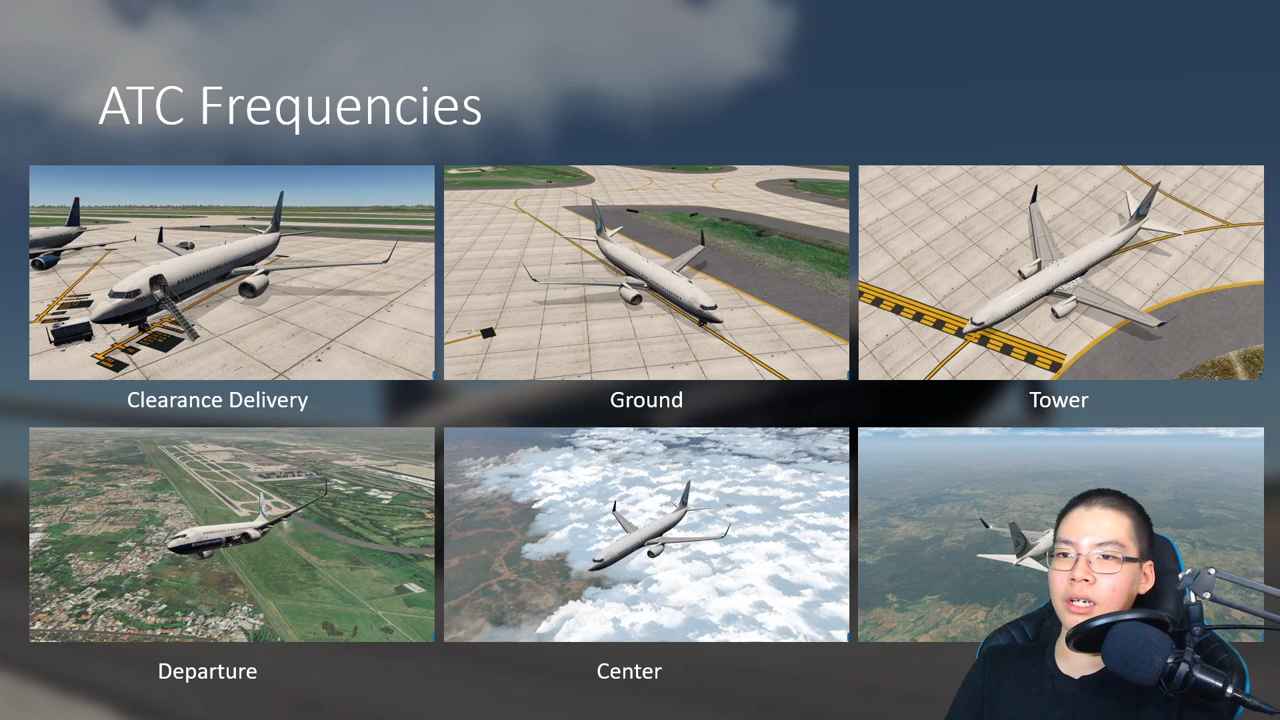 ATC Frequencies
Clearance Delivery
Ground
Tower
Departure
Center